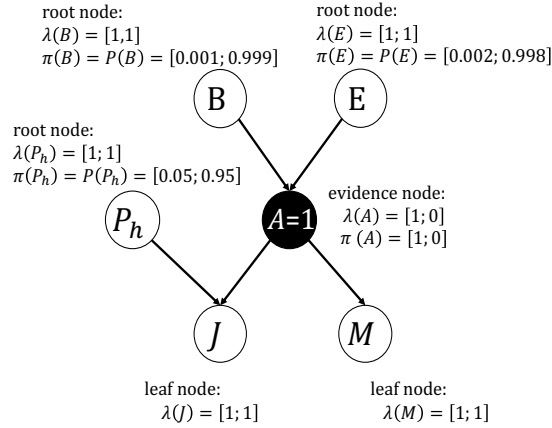 root node:
λ(B) = [1,1]
π(B) = P(B) = [0.001; 0.999]
root node:
λ(E) = [1; 1]
π(E) = P(E) = [0.002; 0.998]
B
E
root node:
λ(P_h) = [1; 1]
π(P_h) = P(P_h) = [0.05; 0.95]
P_h
A=1
evidence node:
λ(A) = [1; 0]
π (A) = [1; 0]
J
M
leaf node:
λ(J) = [1; 1]
leaf node:
λ(M) = [1; 1]